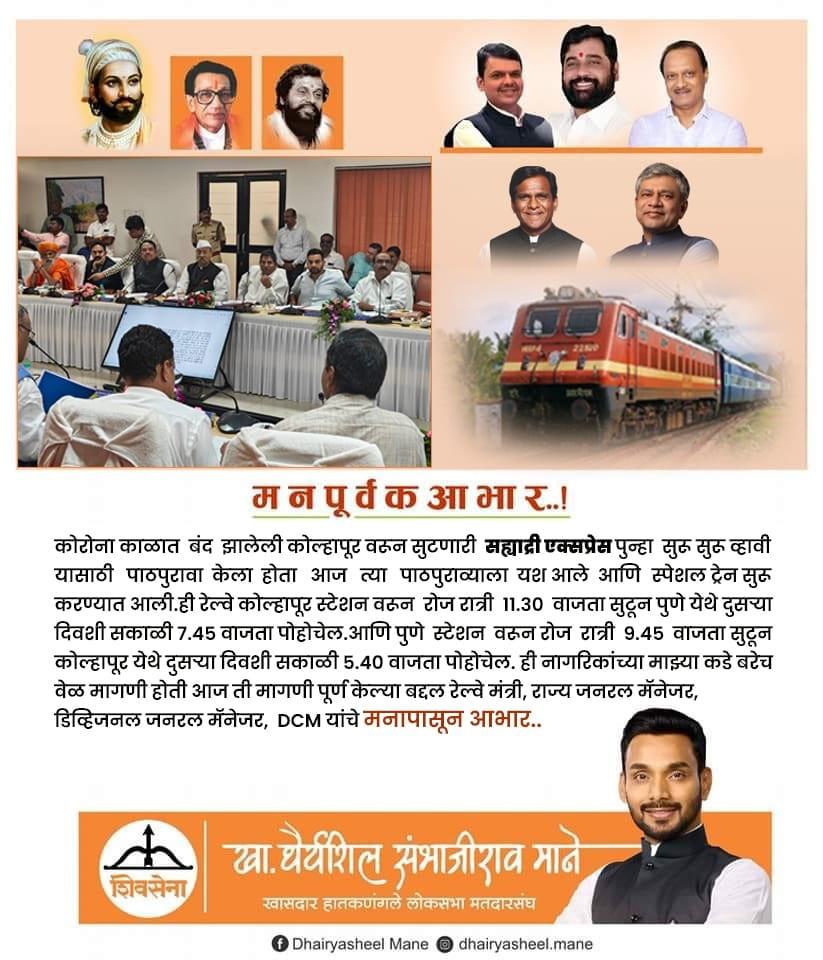 मनपूर्वक आभार..!
कोरोना काळात बंद झालेली कोल्हापूर वरून सुटणारी सह्याद्री एक्सप्रेस पुन्हा सुरू सुरू व्हावी
यासाठी पाठपुरावा केला होता आज त्या पाठपुराव्याला यश आले आणि स्पेशल ट्रेन सुरू
करण्यात आली.ही रेल्वे कोल्हापूर स्टेशन वरून रोज रात्री 11.30 वाजता सुटून पुणे येथे दुसऱ्या
दिवशी सकाळी 7.45 वाजता पोहोचेल.आणि पुणे स्टेशन वरून रोज रात्री 9.45 वाजता सुटून
कोल्हापूर येथे दुसऱ्या दिवशी सकाळी 5.40 वाजता पोहोचेल. ही नागरिकांच्या माझ्या कडे बरेच
वेळ मागणी होती आज ती मागणी पूर्ण केल्या बद्दल रेल्वे मंत्री, राज्य जनरल मॅनेजर,
डिव्हिजनल जनरल मॅनेजर, DCM यांचे मनापासून आभार..
शिवसेना
खा. धैर्यशिल संभाजीराव माने
खासदार हातकणंगले लोकसभा मतदारसंघ
Dhairyasheel Mane dhairyasheel.mane